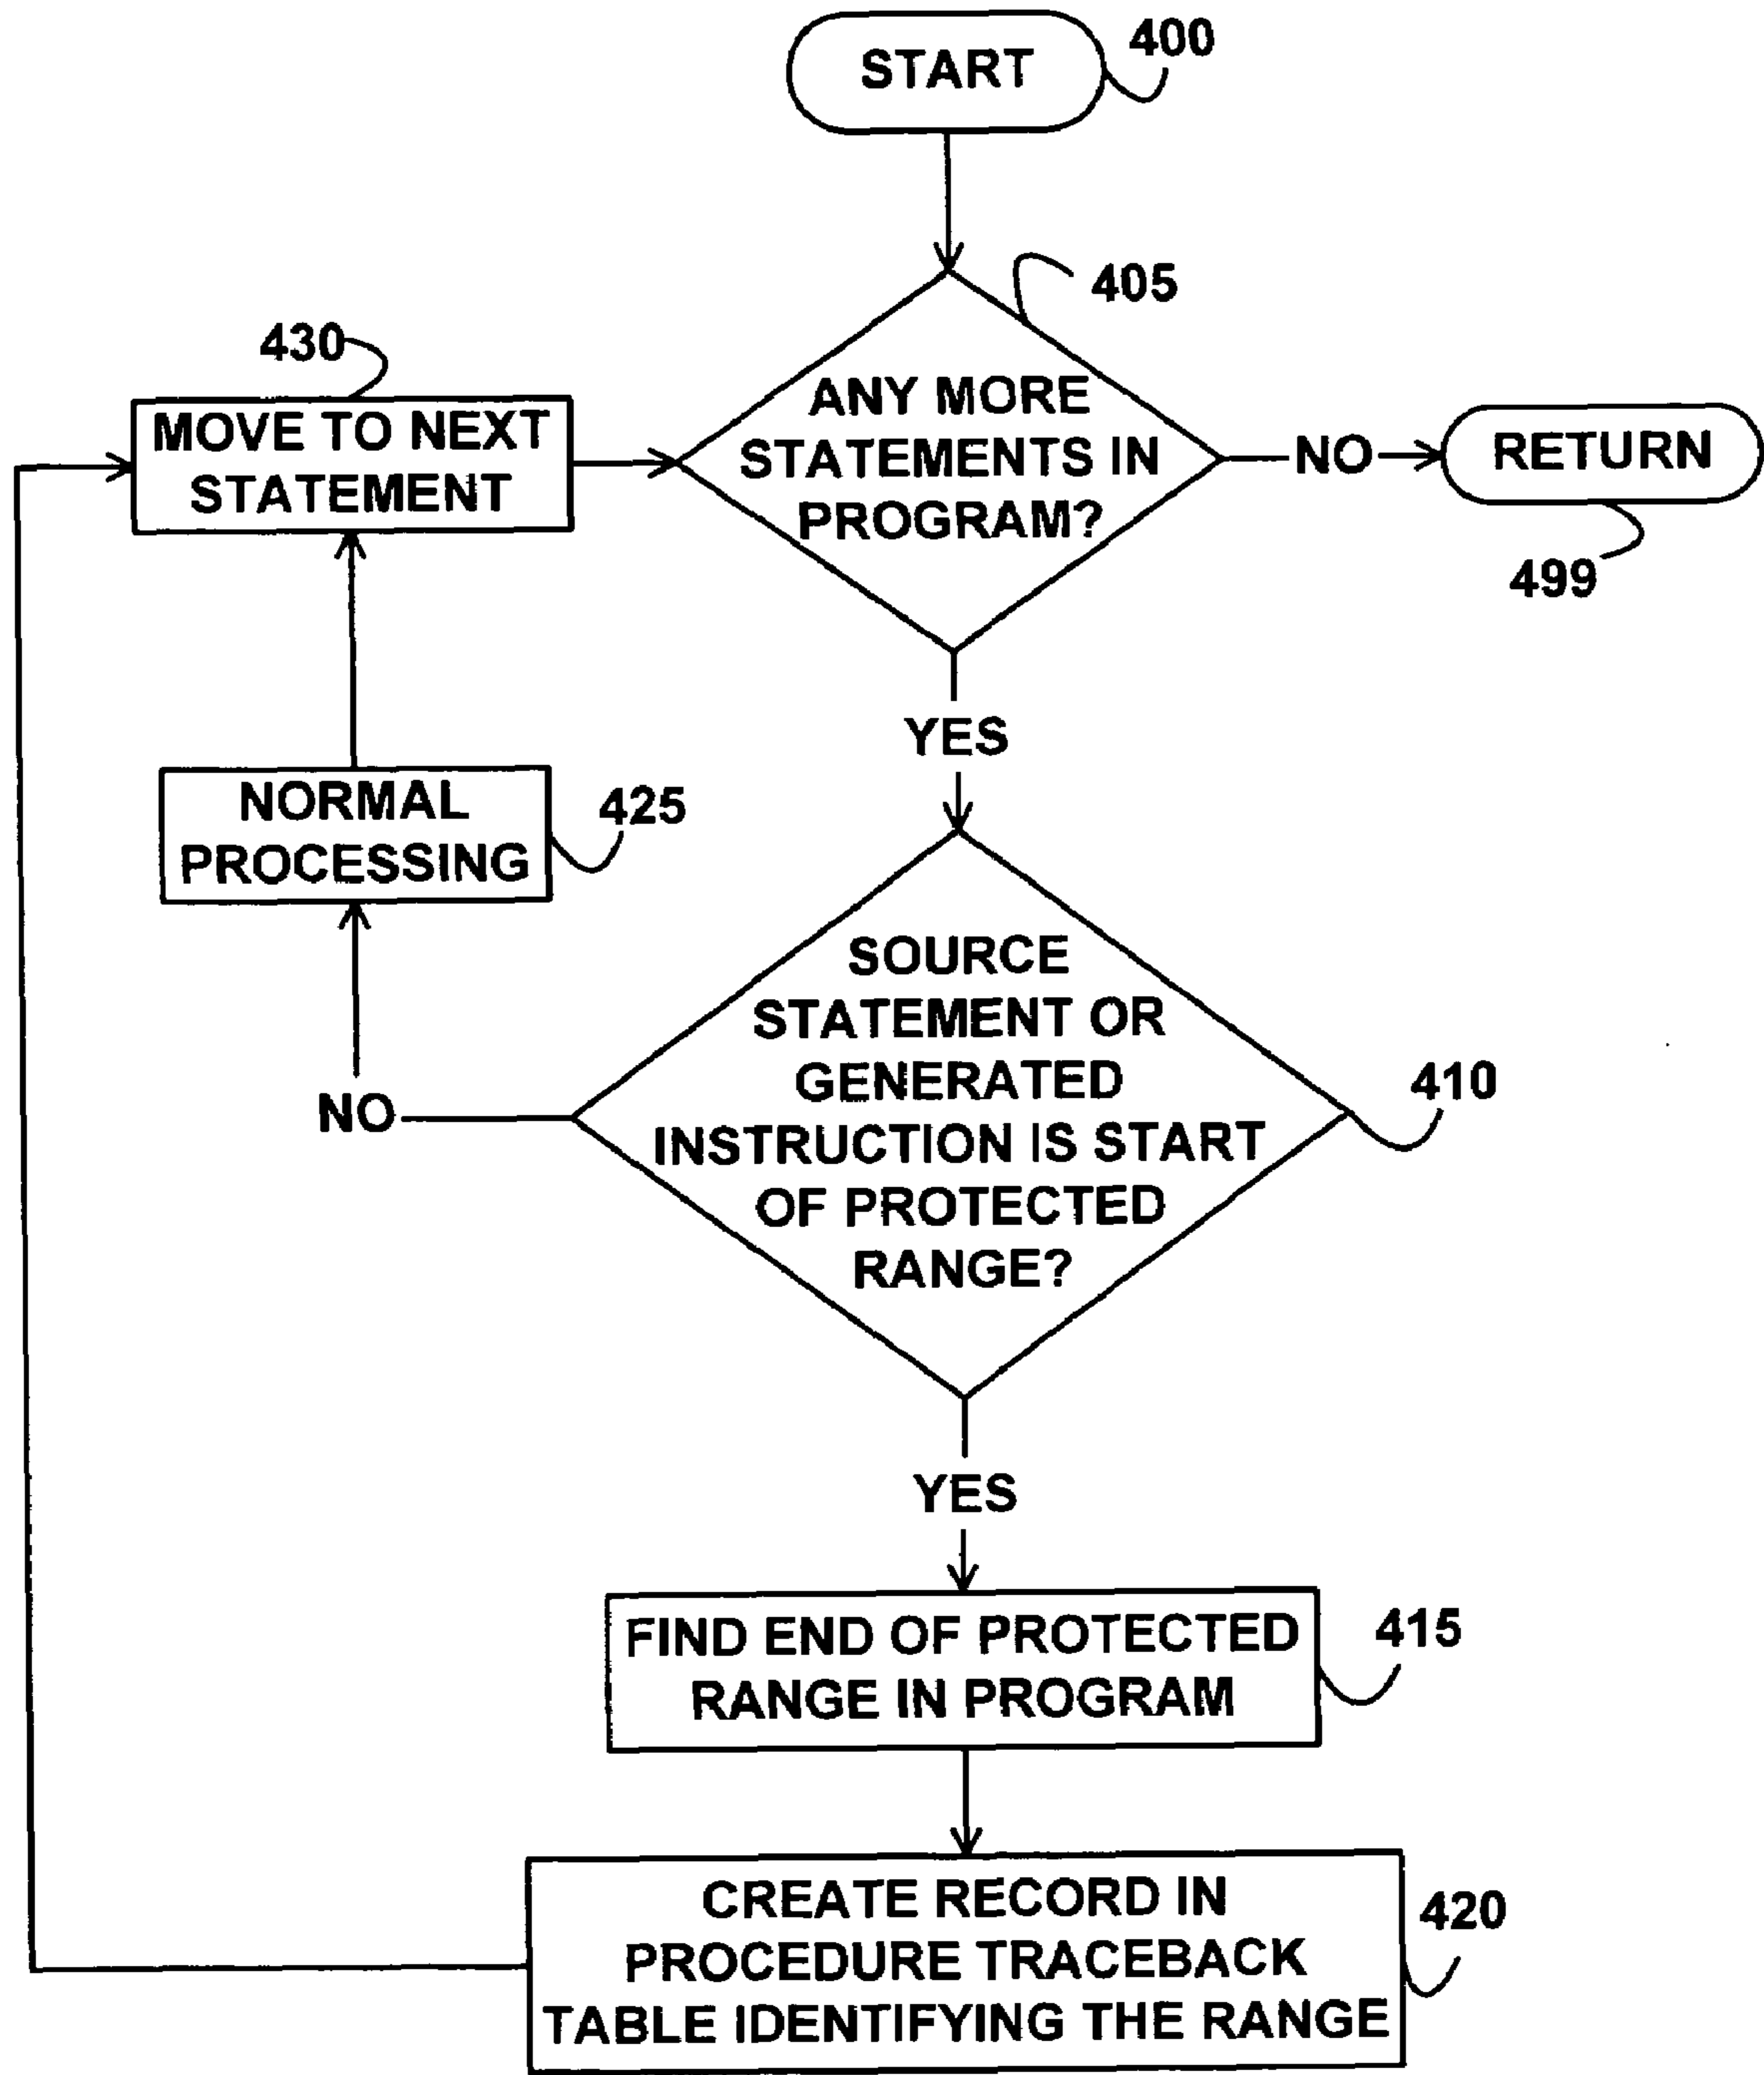 START
400
405
430
MOVE TO NEXT
STATEMENT
ANY MORE
STATEMENTS IN
PROGRAM?
NO
RETURN
499
YES
NORMAL
PROCESSING
425
SOURCE
STATEMENT OR
GENERATED
INSTRUCTION IS START
OF PROTECTED
RANGE?
410
NO
YES
FIND END OF PROTECTED
RANGE IN PROGRAM
415
CREATE RECORD IN
PROCEDURE TRACEBACK
TABLE IDENTIFYING THE RANGE
420